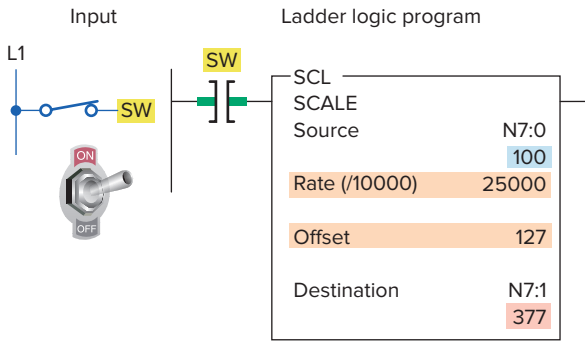 Input
Ladder logic program
L1
SW
SW
ON
OFF
SCL
SCALE
Source N7:0
100
Rate (/10000) 25000
Offset 127
Destination N7:1
377